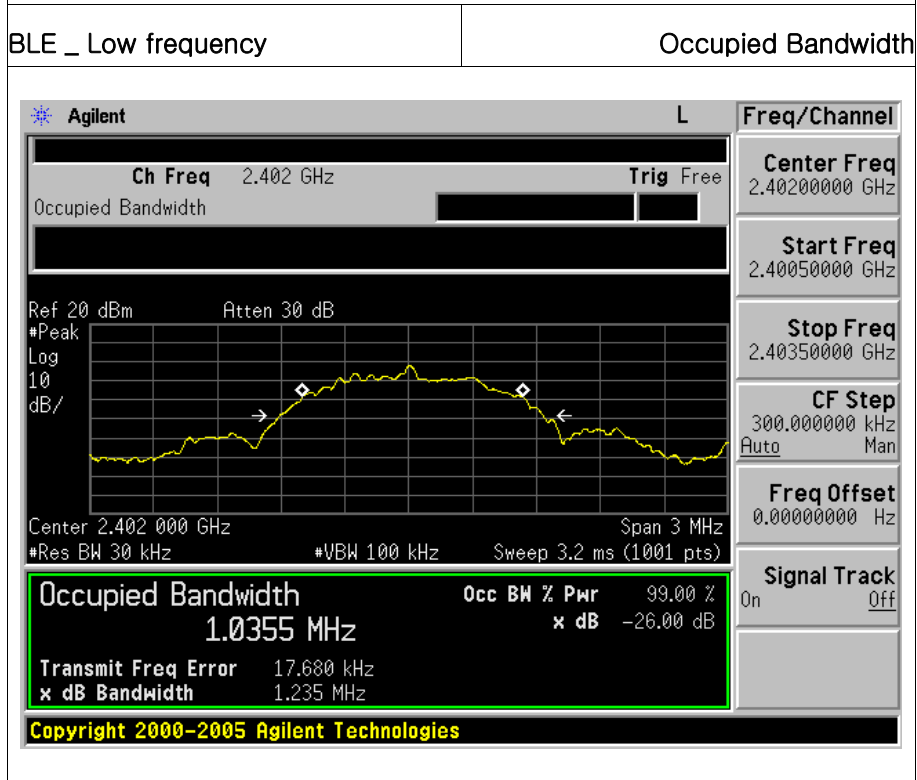 BLE _ Low frequency
Occupied Bandwidth
Agilent
L
Freq/Channel
Ch Freq 2.402 GHz
Trig Free
Occupied Bandwidth
Center Freq
2.40200000 GHz
Start Freq
2.40050000 GHz
Stop Freq
2.40350000 GHz
CF Step
300.000000 kHz
Auto Man
Freq Offset
0.00000000 Hz
Signal Track
On Off
Ref 20 dBm
Atten 30 dB
#Peak
Log
10
dB/
Center 2.402 000 GHz
Span 3 MHz
#Res BW 30 kHz
#VBW 100 kHz
Sweep 3.2 ms (1001 pts)
Occupied Bandwidth
1.0355 MHz
Occ BW % Pwr 99.00 %
x dB -26.00 dB
Transmit Freq Error 17.680 kHz
x dB Bandwidth 1.235 MHz
Copyright 2000-2005 Agilent Technologies